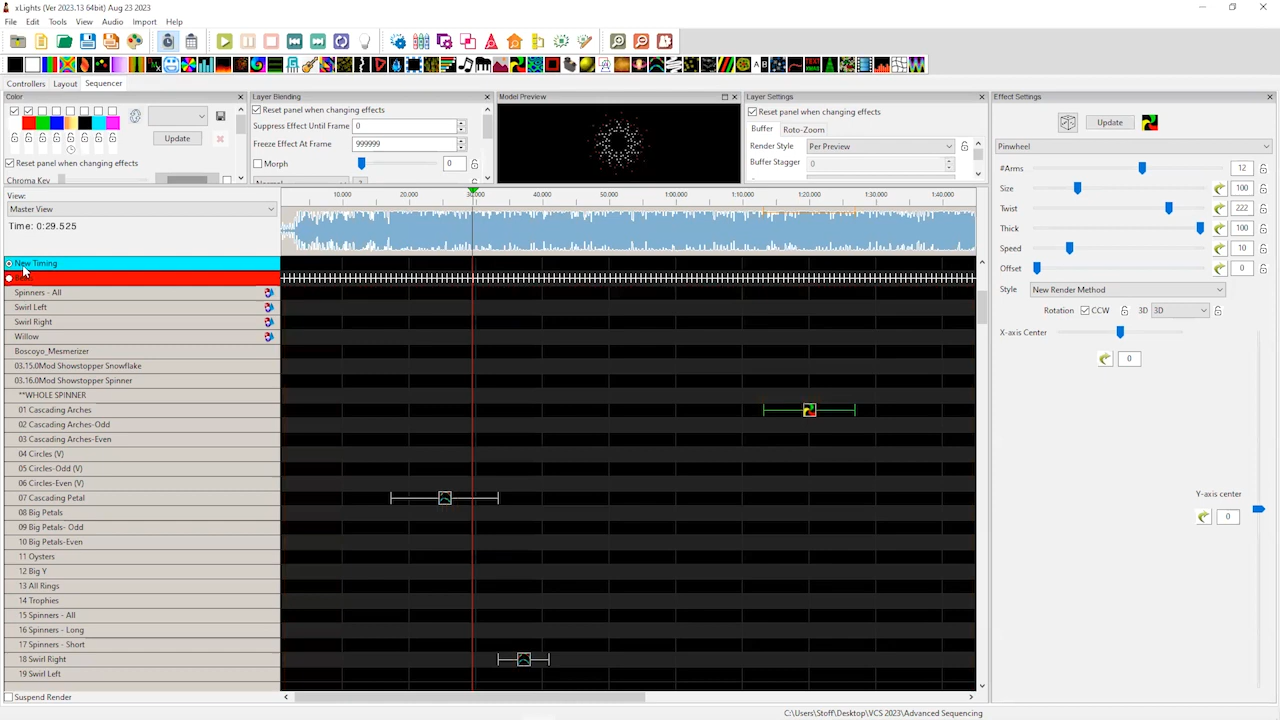 xLights (Ver 2023.13 64bit) Aug 23 2023
File Edit Tools View Audio Import Help
Controllers Layout Sequencer
Color
Update
Reset panel when changing effects
Chroma Key
Layer Blending
Reset panel when changing effects
Suppress Effect Until Frame 0
Freeze Effect At Frame 999999
Morph 0
Model Preview
Layer Settings
Reset panel when changing effects
Buffer Roto-Zoom
Render Style Per Preview
Buffer Stagger 0
Effect Settings
Update
Pinwheel
#Arms 12
Size 100
Twist 222
Thick 100
Speed 10
Offset 0
Style New Render Method
Rotation CCW 3D 3D
X-axis Center
0
Y-axis center
0
View:
Master View
Time: 0:29.525
10.000 20.000 40.000 50.000 1:00.000 1:10.000 1:20.000 1:30.000 1:40.000
New Timing
Spinners - All
Swirl Left
Swirl Right
Willow
Boscoyo_Mesmerizer
03.15.0Mod Showstopper Snowflake
03.16.0Mod Showstopper Spinner
**WHOLE SPINNER
01 Cascading Arches
02 Cascading Arches-Odd
03 Cascading Arches-Even
04 Circles (V)
05 Circles-Odd (V)
06 Circles-Even (V)
07 Cascading Petal
08 Big Petals
09 Big Petals- Odd
10 Big Petals-Even
11 Oysters
12 Big Y
13 All Rings
14 Trophies
15 Spinners - All
16 Spinners - Long
17 Spinners - Short
18 Swirl Right
19 Swirl Left
Suspend Render
C:\Users\Stoff\Desktop\VCS 2023\Advanced Sequencing